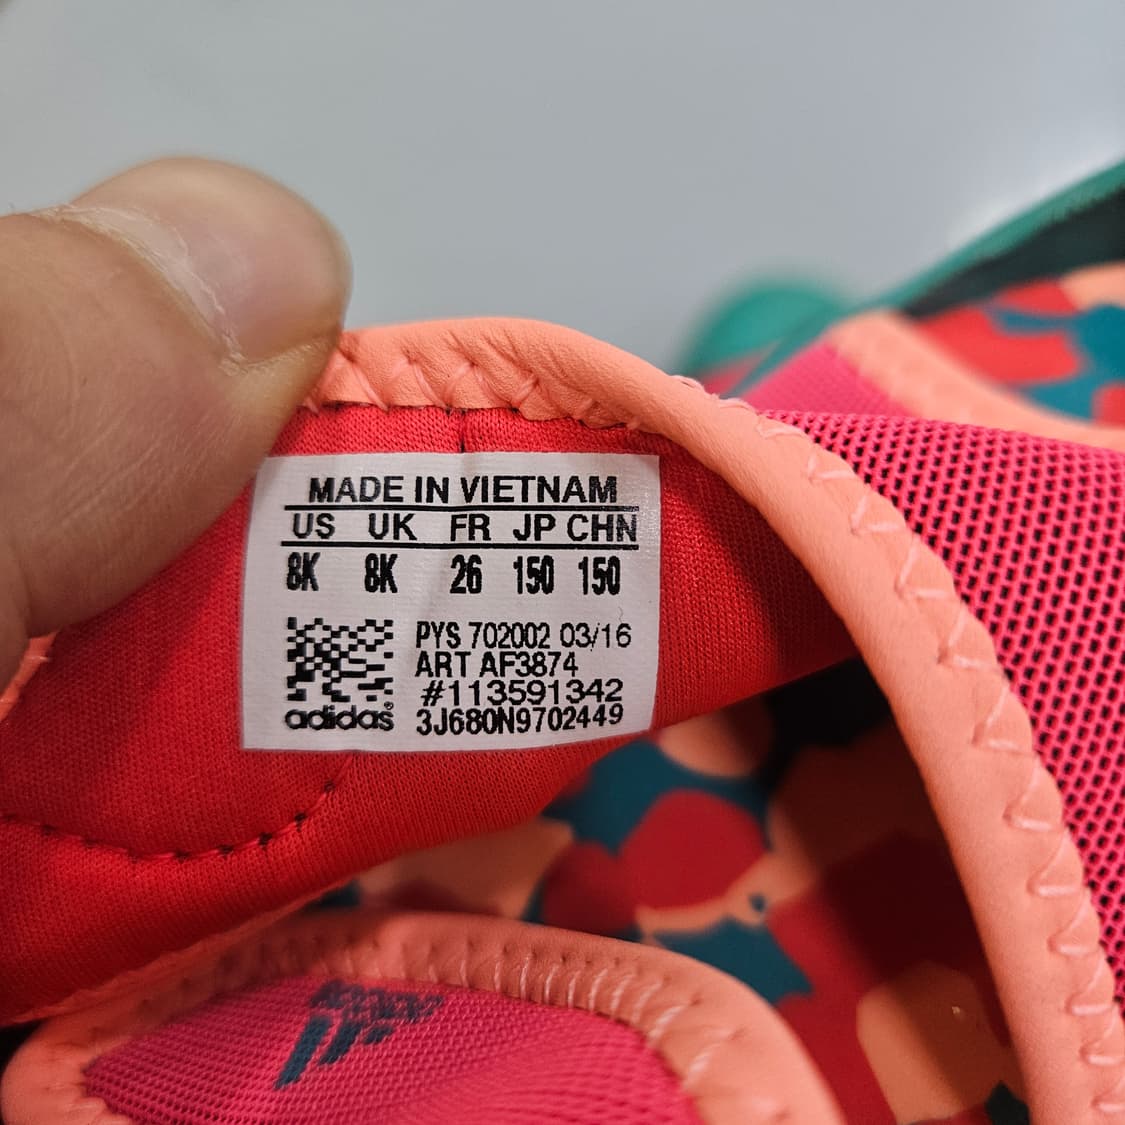 MADE IN VIETNAM
US UK FR JP CHN
8K 8K 26 150 150
PYS 702002 03/16
ART AF3874
#113591342
adidas® 3J680N9702449